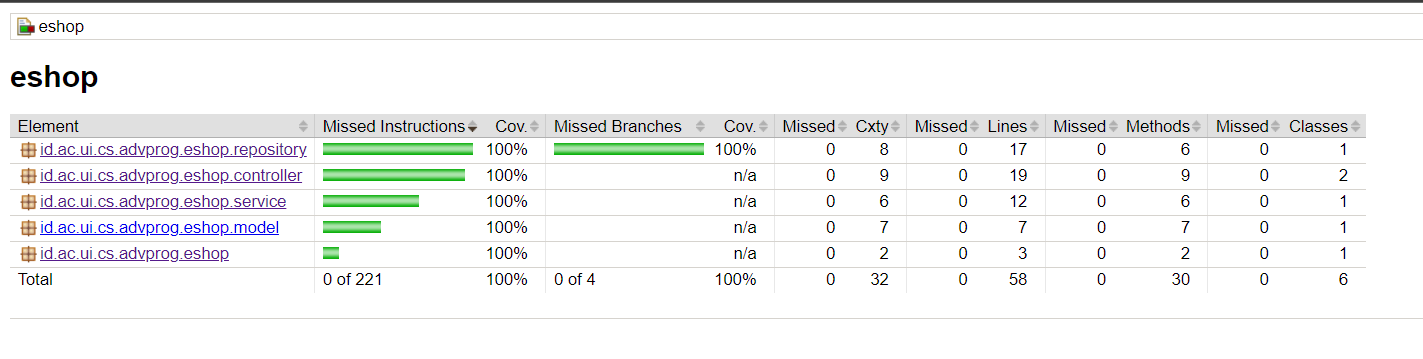 eshop
eshop
Element Missed Instructions Cov. Missed Branches Cov. Missed Cxty Missed Lines Missed Methods Missed Classes
id.ac.ui.cs.advprog.eshop.repository 100% 100% 0 8 0 17 0 6 0 1
id.ac.ui.cs.advprog.eshop.controller 100% n/a 0 9 0 19 0 9 0 2
id.ac.ui.cs.advprog.eshop.service 100% n/a 0 6 0 12 0 6 0 1
id.ac.ui.cs.advprog.eshop.model 100% n/a 0 7 0 7 0 7 0 1
id.ac.ui.cs.advprog.eshop 100% n/a 0 2 0 3 0 2 0 1
Total 0 of 221 100% 0 of 4 100% 0 32 0 58 0 30 0 6